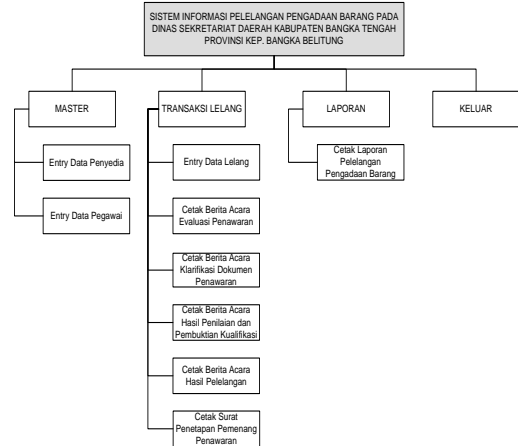 SISTEM INFORMASI PELELANGAN PENGADAAN BARANG PADA
DINAS SEKRETARIAT DAERAH KABUPATEN BANGKA TENGAH
PROVINSI KEP. BANGKA BELITUNG
MASTER
TRANSAKSI LELANG
LAPORAN
KELUAR
Entry Data Penyedia
Entry Data Pegawai
Entry Data Lelang
Cetak Berita Acara
Evaluasi Penawaran
Cetak Berita Acara
Klarifikasi Dokumen
Penawaran
Cetak Berita Acara
Hasil Penilaian dan
Pembuktian Kualifikasi
Cetak Berita Acara
Hasil Pelelangan
Cetak Surat
Penetapan Pemenang
Penawaran
Cetak Laporan
Pelelangan
Pengadaan Barang